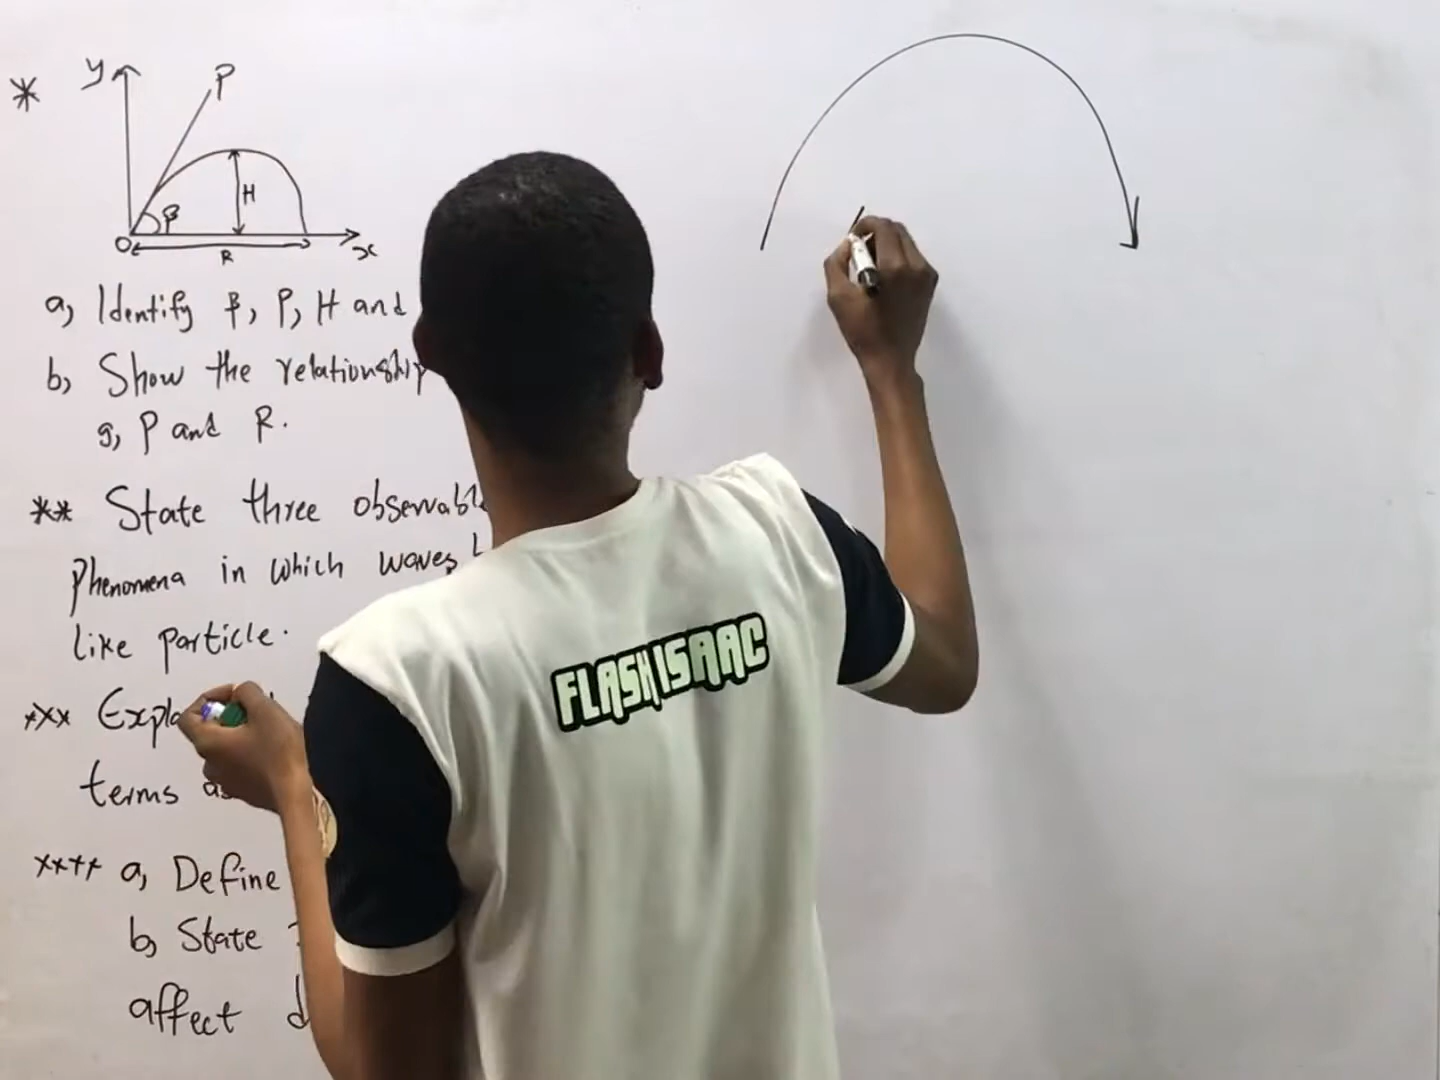 *
y
P
H
β
O
R
x
a, Identify β, P, H and
b, Show the relationship
g, P and R.
** State three observable
Phenomena in which waves
like particle.
*** Expla
terms as
**** a, Define
b, State
affect d
FLASHISAAC